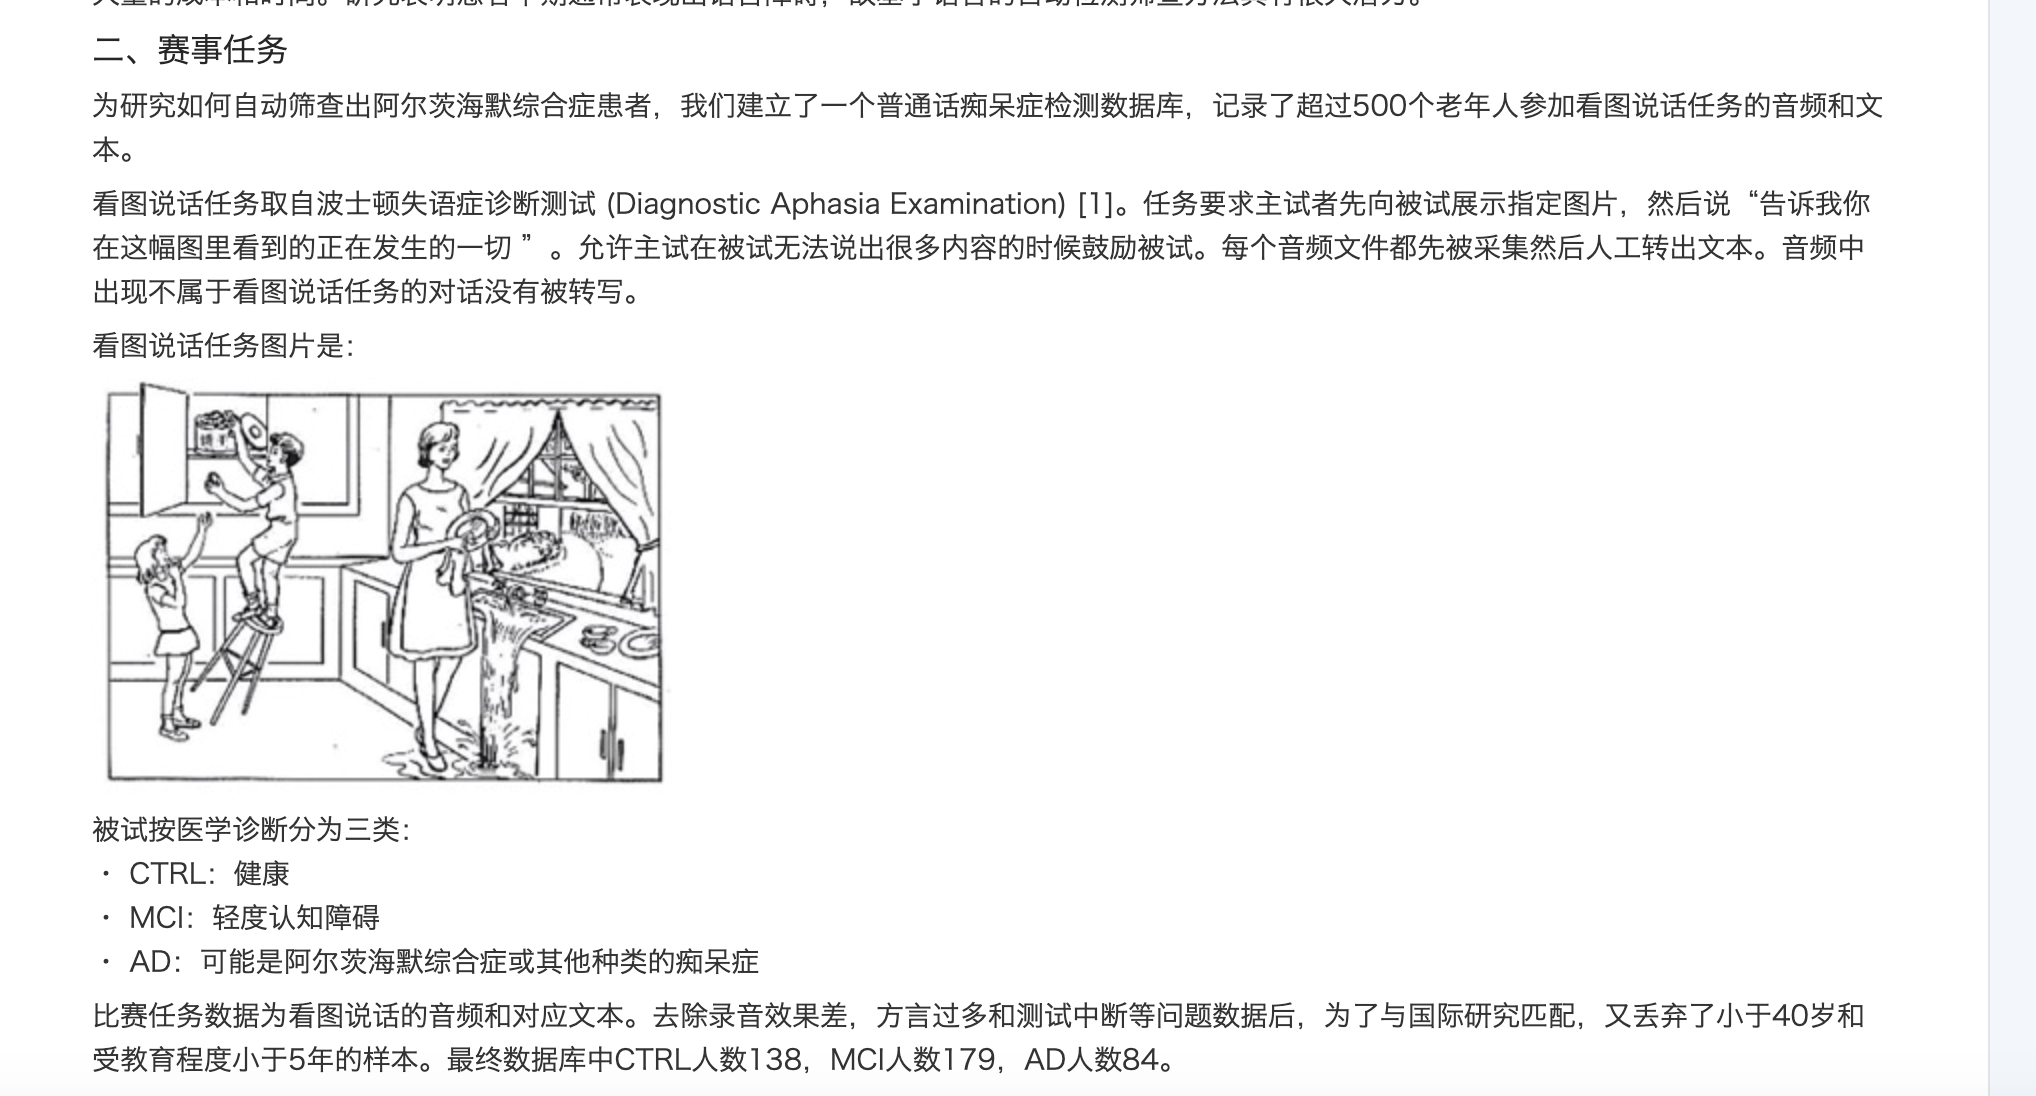 二、赛事任务
为研究如何自动筛查出阿尔茨海默综合症患者，我们建立了一个普通话痴呆症检测数据库，记录了超过500个老年人参加看图说话任务的音频和文
本。
看图说话任务取自波士顿失语症诊断测试 (Diagnostic Aphasia Examination) [1]。任务要求主试者先向被试展示指定图片，然后说“告诉我你
在这幅图里看到的正在发生的一切 ” 。允许主试在被试无法说出很多内容的时候鼓励被试。每个音频文件都先被采集然后人工转出文本。音频中
出现不属于看图说话任务的对话没有被转写。
看图说话任务图片是：
被试按医学诊断分为三类：
· CTRL：健康
· MCI：轻度认知障碍
· AD：可能是阿尔茨海默综合症或其他种类的痴呆症
比赛任务数据为看图说话的音频和对应文本。去除录音效果差，方言过多和测试中断等问题数据后，为了与国际研究匹配，又丢弃了小于40岁和
受教育程度小于5年的样本。最终数据库中CTRL人数138，MCI人数179，AD人数84。